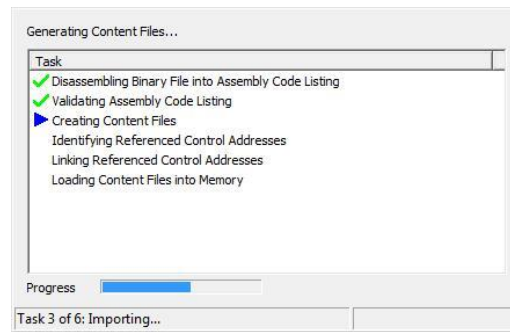 Generating Content Files...
Task
Disassembling Binary File into Assembly Code Listing
Validating Assembly Code Listing
Creating Content Files
Identifying Referenced Control Addresses
Linking Referenced Control Addresses
Loading Content Files into Memory
Progress
Task 3 of 6: Importing...